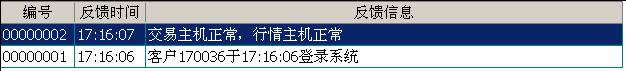 编号 反馈时间 反馈信息
00000002 17:16:07 交易主机正常，行情主机正常
00000001 17:16:06 客户170036于17:16:06登录系统